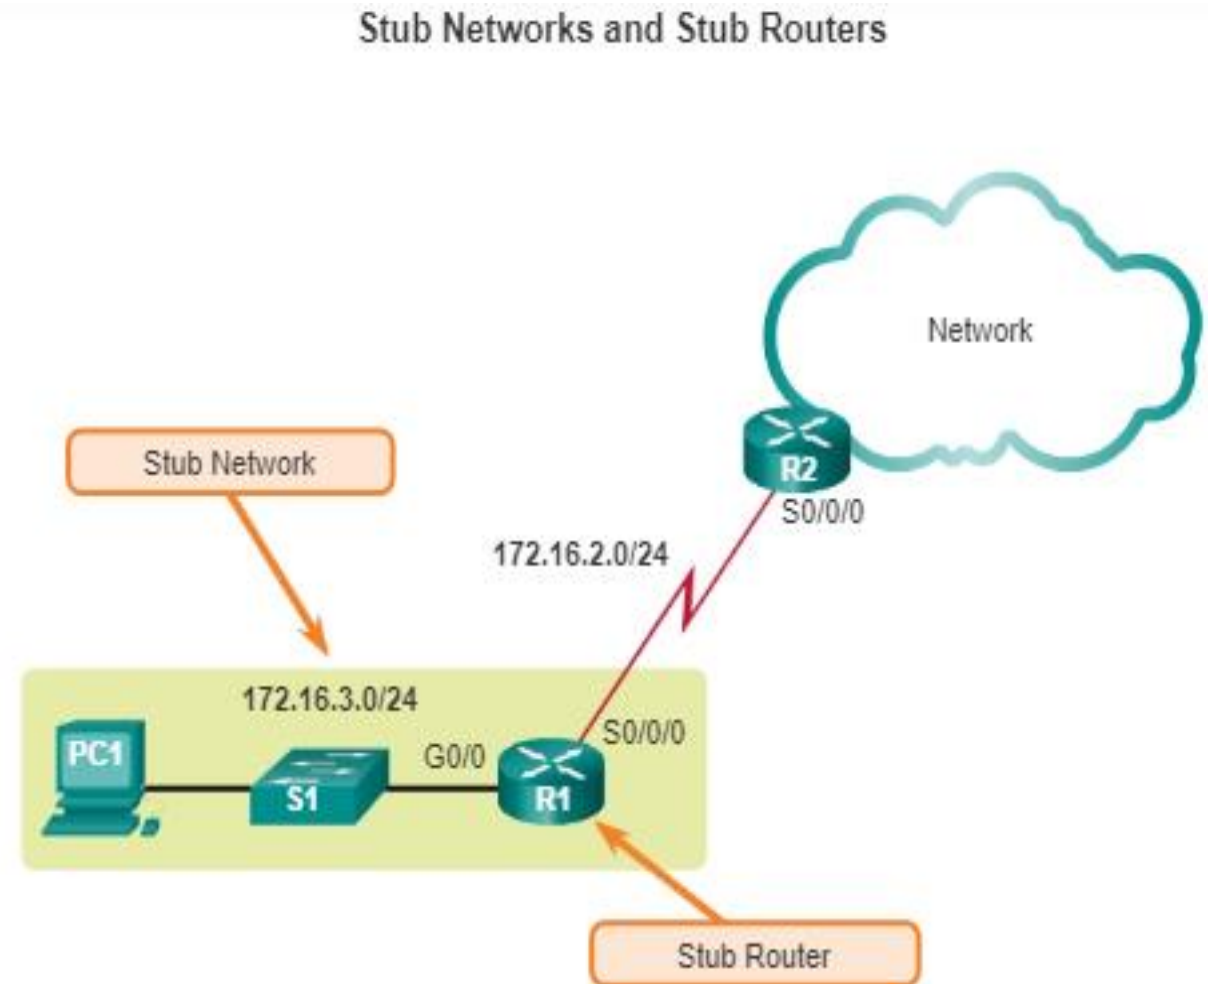 Stub Networks and Stub Routers
Network
Stub Network
R2
S0/0/0
172.16.2.0/24
172.16.3.0/24
S0/0/0
PC1
G0/0
S1
R1
Stub Router